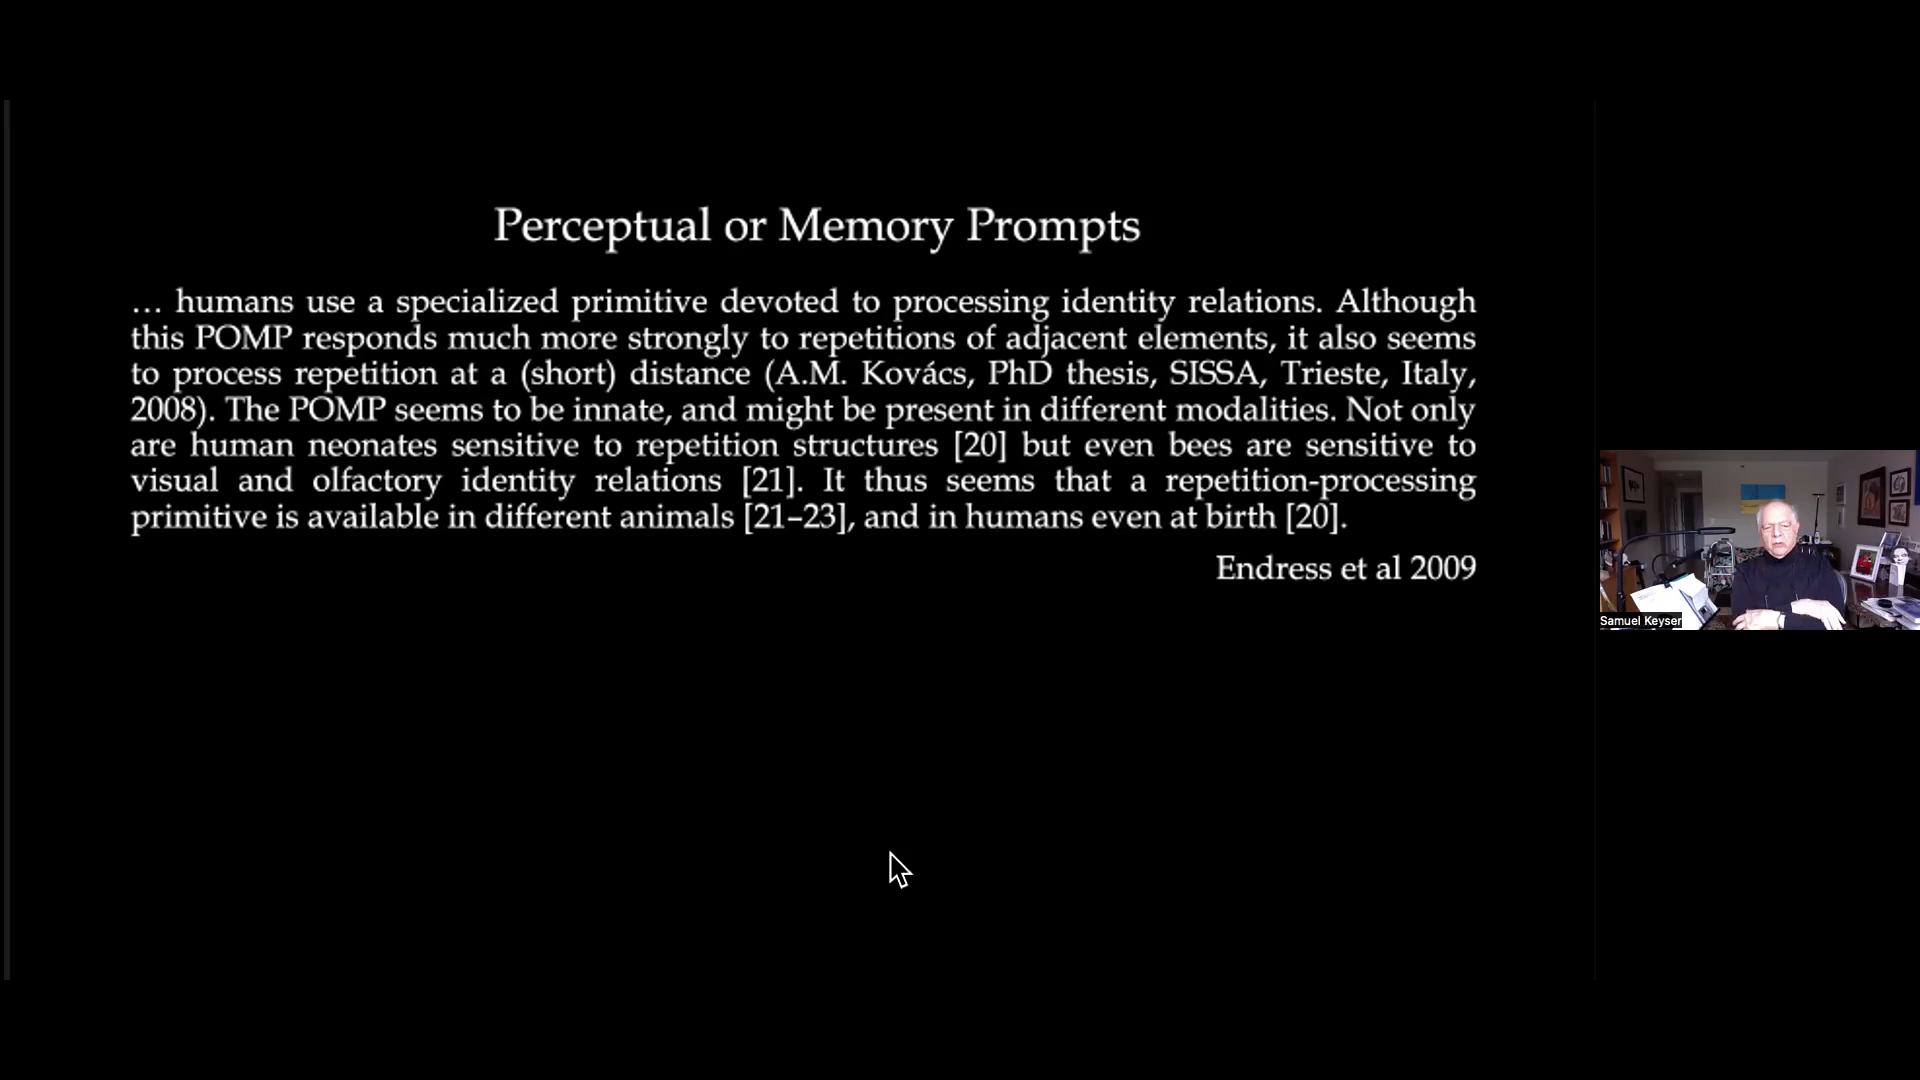 Perceptual or Memory Prompts
… humans use a specialized primitive devoted to processing identity relations. Although
this POMP responds much more strongly to repetitions of adjacent elements, it also seems
to process repetition at a (short) distance (A.M. Kovács, PhD thesis, SISSA, Trieste, Italy,
2008). The POMP seems to be innate, and might be present in different modalities. Not only
are human neonates sensitive to repetition structures [20] but even bees are sensitive to
visual and olfactory identity relations [21]. It thus seems that a repetition-processing
primitive is available in different animals [21–23], and in humans even at birth [20].
Endress et al 2009
Samuel Keyser